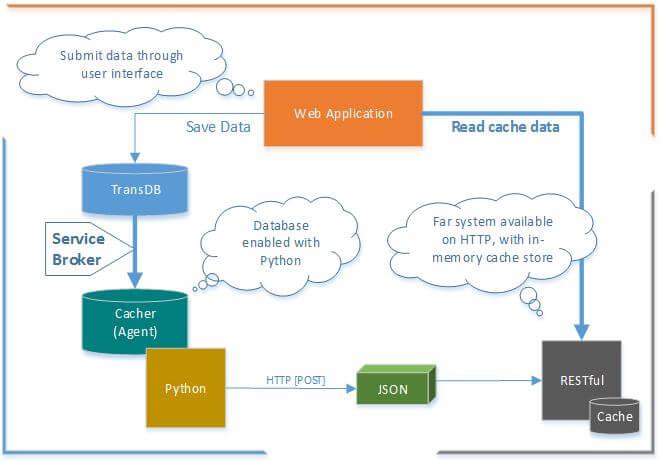 Submit data through
user interface
Web Application
Save Data
Read cache data
TransDB
Service
Broker
Database
enabled with
Python
Far system available
on HTTP, with in-
memory cache store
Cacher
(Agent)
Python
HTTP [POST]
JSON
RESTful
Cache